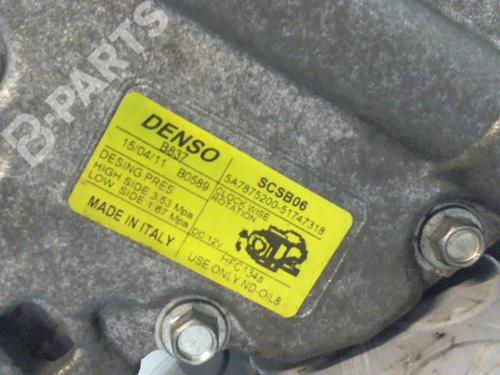 B-PARTS
DENSO
B837
15/04/11 B0589
DESING PRES
HIGH SIDE 3.53 Mpa
LOW SIDE 1.67 Mpa
MADE IN ITALY
SCSB06
5A7875200-51747318
CLOCK WISE
ROTATION
DC 12V
HFC134a
USE ONLY ND-OIL8